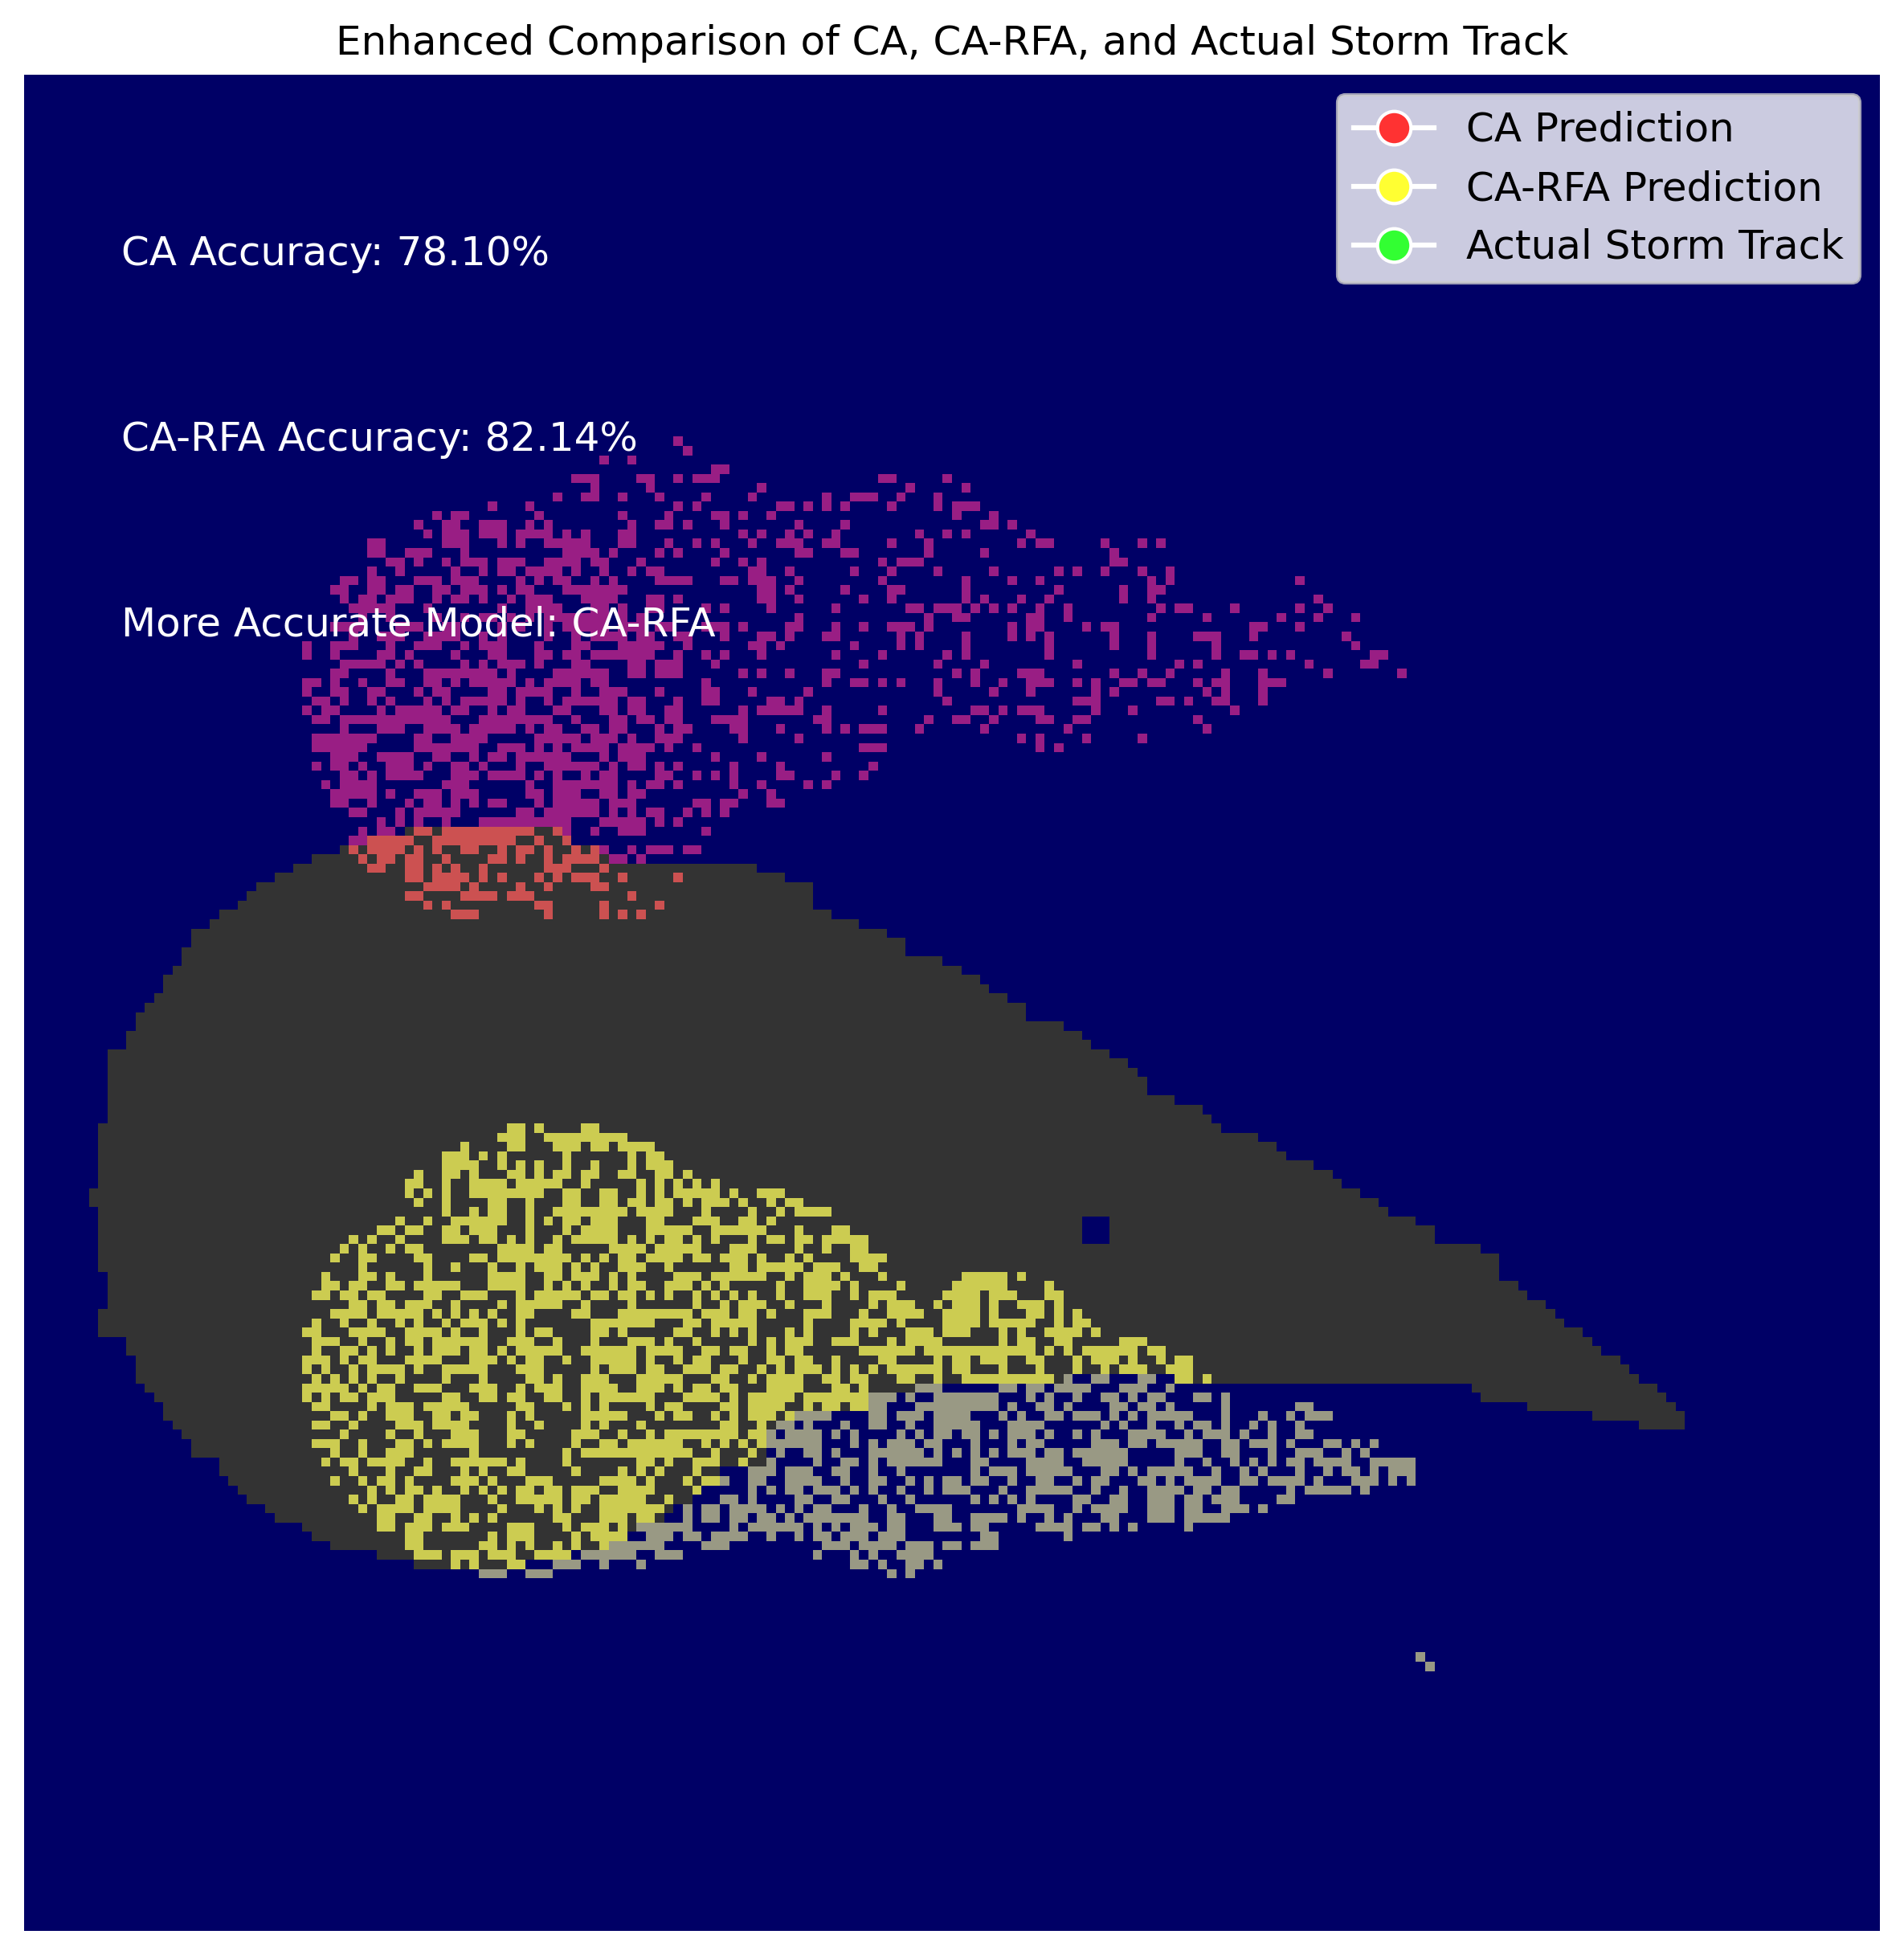 Enhanced Comparison of CA, CA-RFA, and Actual Storm Track
CA Prediction
CA-RFA Prediction
Actual Storm Track
CA Accuracy: 78.10%
CA-RFA Accuracy: 82.14%
More Accurate Model: CA-RFA